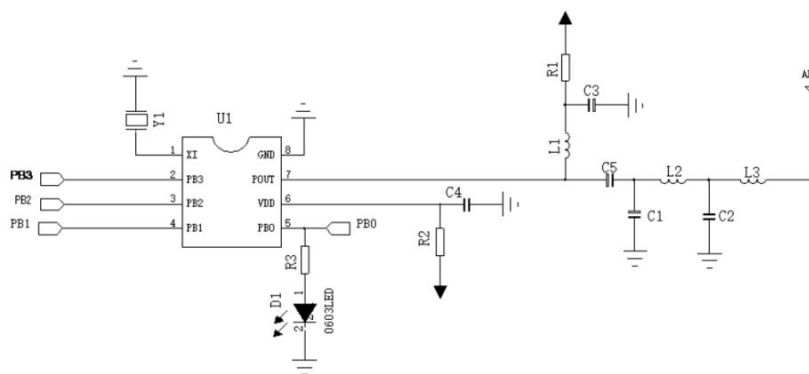 R1
C3
L1
Y1
U1
1 XI GND 8
PB3 2 PB3 POUT 7
PB2 3 PB2 VDD 6
PB1 4 PB1 PB0 5 PB0
C4
C5
L2
L3
C1
C2
R2
R3
D1
1
2
0603LED